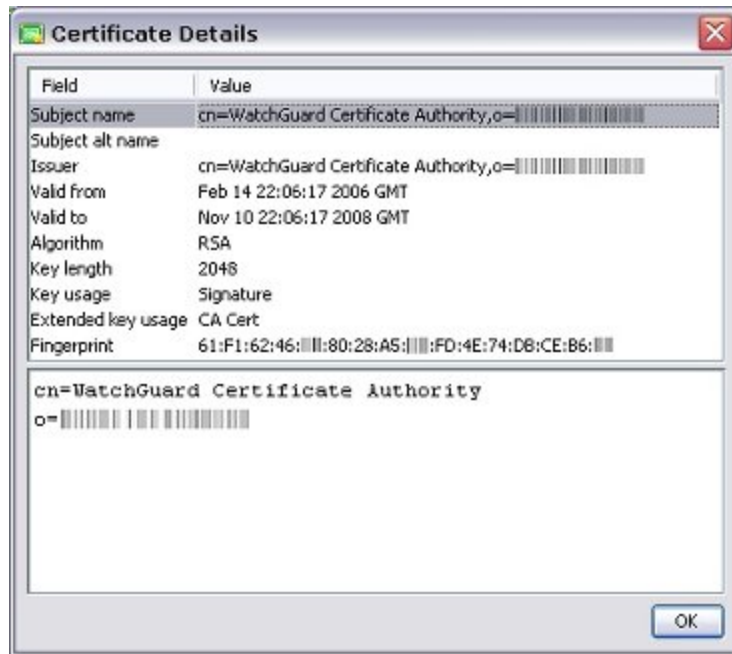 Certificate Details
Field Value
Subject name cn=WatchGuard Certificate Authority,o=
Subject alt name
Issuer cn=WatchGuard Certificate Authority,o=
Valid from Feb 14 22:06:17 2006 GMT
Valid to Nov 10 22:06:17 2008 GMT
Algorithm RSA
Key length 2048
Key usage Signature
Extended key usage CA Cert
Fingerprint 61:F1:62:46: :80:28:A5: :FD:4E:74:DB:CE:B6:
cn=WatchGuard Certificate Authority
o=
OK